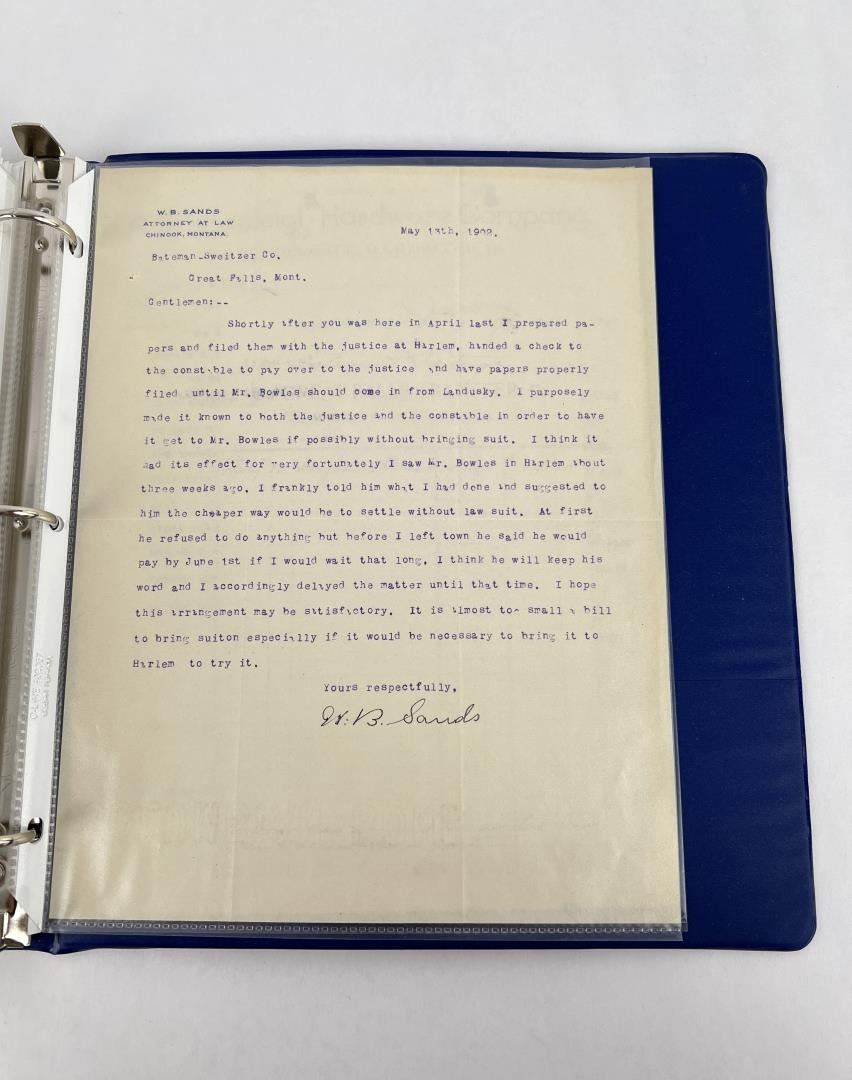 W. B. SANDS
ATTORNEY AT LAW
CHINOOK, MONTANA.
May 13th, 1902.
Bateman-Sweitzer Co.
Great Falls, Mont.
Gentlemen:--
Shortly after you was here in April last I prepared pa-
pers and filed them with the justice at Harlem, handed a check to
the constable to pay over to the justice and have papers properly
filed until Mr. Bowles should come in from Landusky. I purposely
made it known to both the justice and the constable in order to have
it get to Mr. Bowles if possibly without bringing suit. I think it
had its effect for very fortunately I saw Mr. Bowles in Harlem about
three weeks ago, I frankly told him what I had done and suggested to
him the cheaper way would be to settle without law suit. At first
he refused to do anything but before I left town he said he would
pay by June 1st if I would wait that long, I think he will keep his
word and I accordingly delayed the matter until that time. I hope
this arrangement may be satisfactory. It is almost too small a bill
to bring suiton especially if it would be necessary to bring it to
Harlem to try it.
Yours respectfully,
W. B. Sands